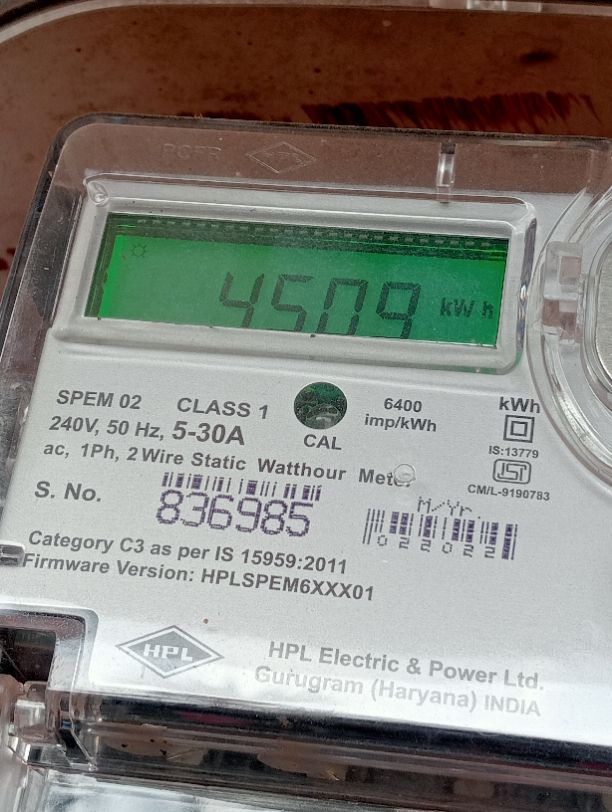 4509 kW h
SPEM 02 CLASS 1
6400 imp/kWh
kWh
240V, 50 Hz, 5-30A
CAL
IS:13779
ac, 1Ph, 2 Wire Static Watthour Meter
ISI
CM/L-9190783
S. No.
836985
M/Yr.
022022
Category C3 as per IS 15959:2011
Firmware Version: HPLSPEM6XXX01
HPL
HPL Electric & Power Ltd.
Gurugram (Haryana) INDIA